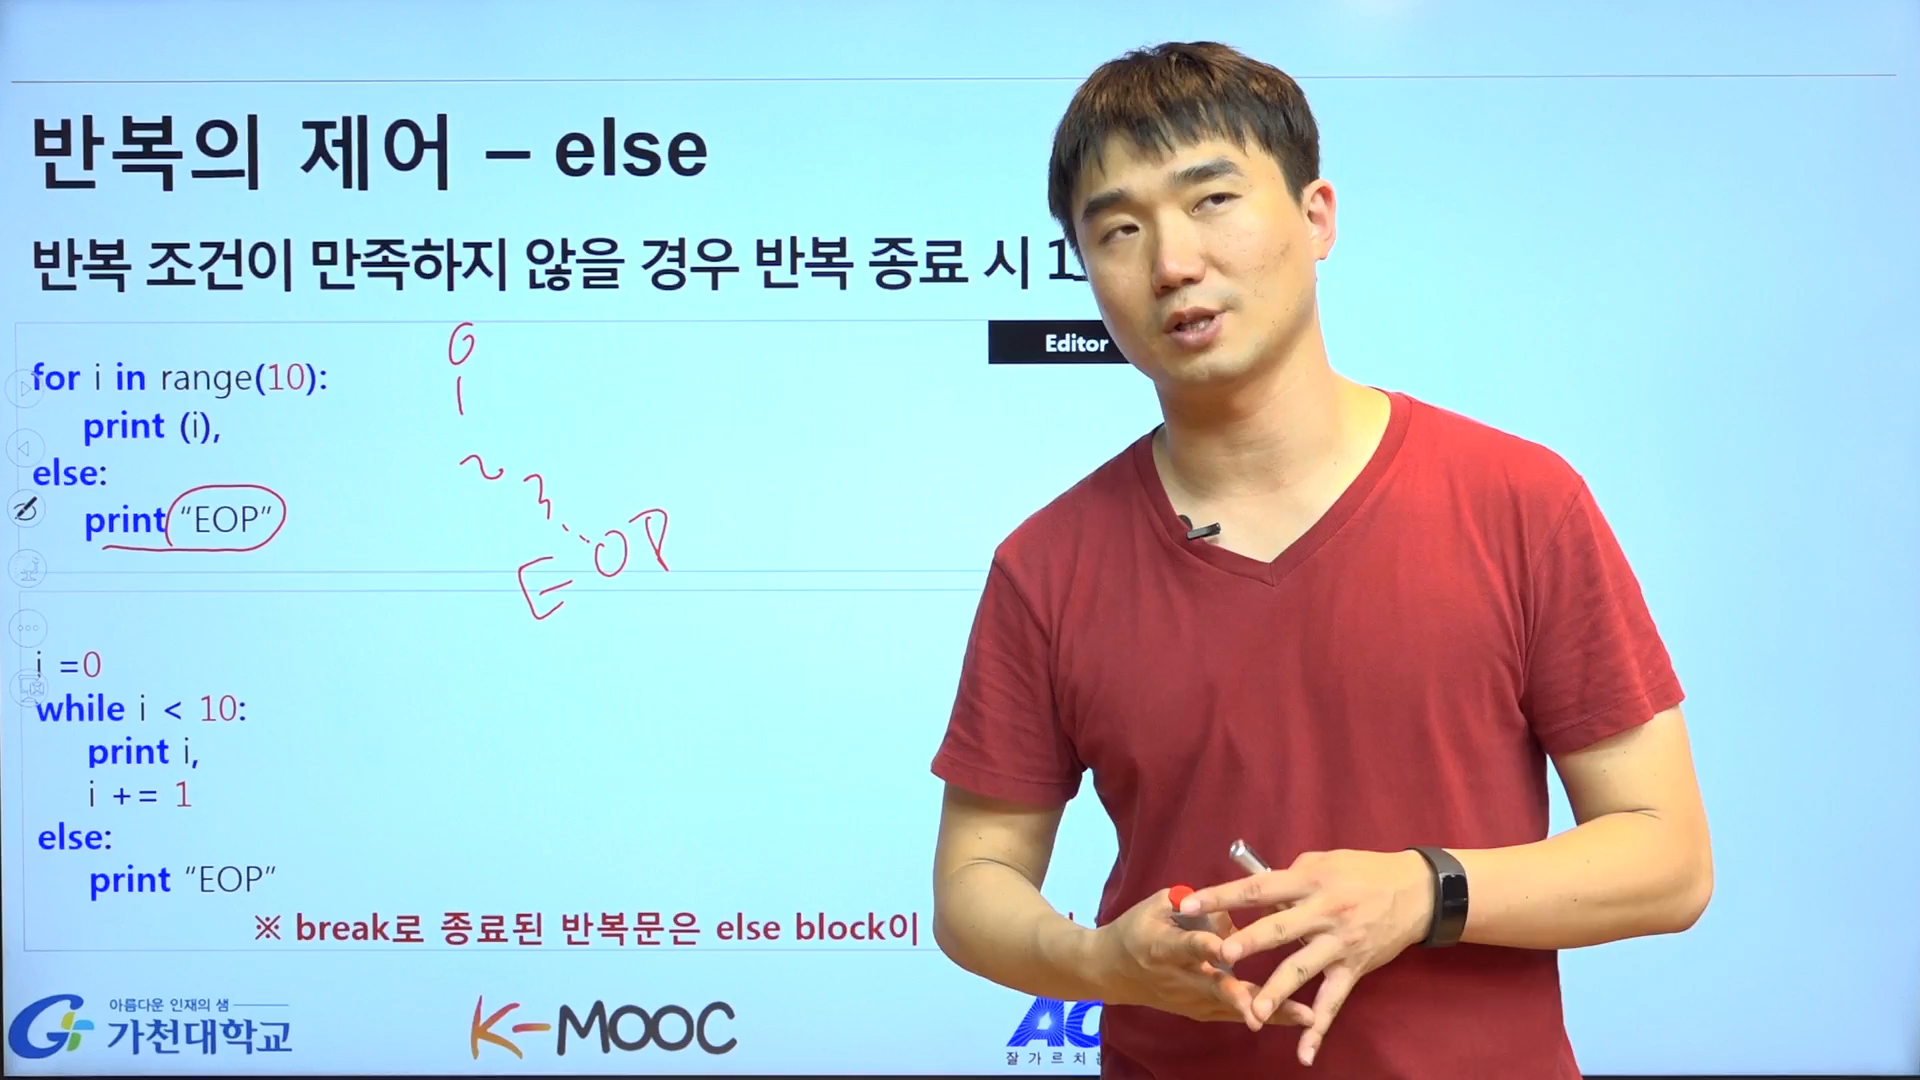 반복의 제어 – else
반복 조건이 만족하지 않을 경우 반복 종료 시 1
Editor
for i in range(10):
print (i),
else:
print “EOP”
0
1
2
3
EOP
i =0
while i < 10:
print i,
i += 1
else:
print “EOP”
※ break로 종료된 반복문은 else block이
아름다운 인재의 샘
가천대학교
K-MOOC
잘 가 르 치